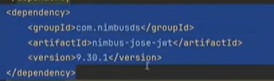 <dependency>
<groupId>com.nimbusds</groupId>
<artifactId>nimbus-jose-jwt</artifactId>
<version>9.30.1</version>
</dependency>